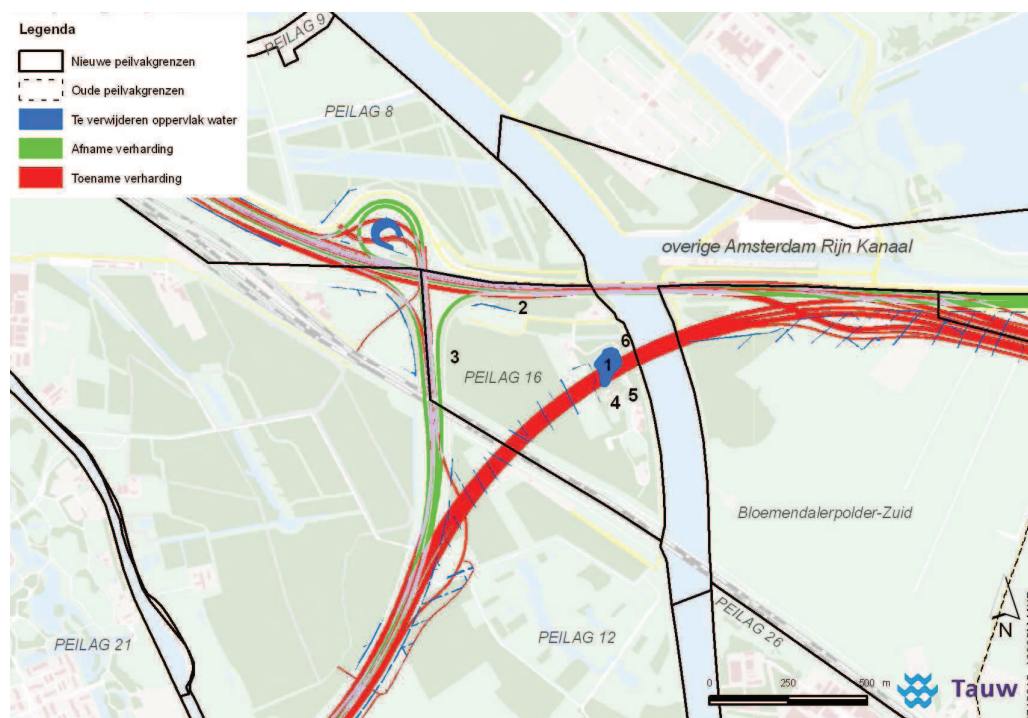 Legenda
Nieuwe peilvakgrenzen
Oude peilvakgrenzen
Te verwijderen oppervlak water
Afname verharding
Toename verharding
PEILAG 9
PEILAG 8
overige Amsterdam Rijn Kanaal
2
3
6
1
PEILAG 16
4
5
Bloemendalerpolder-Zuid
PEILAG 21
PEILAG 12
PEILAG 26
N
0 250 500 m
Tauw